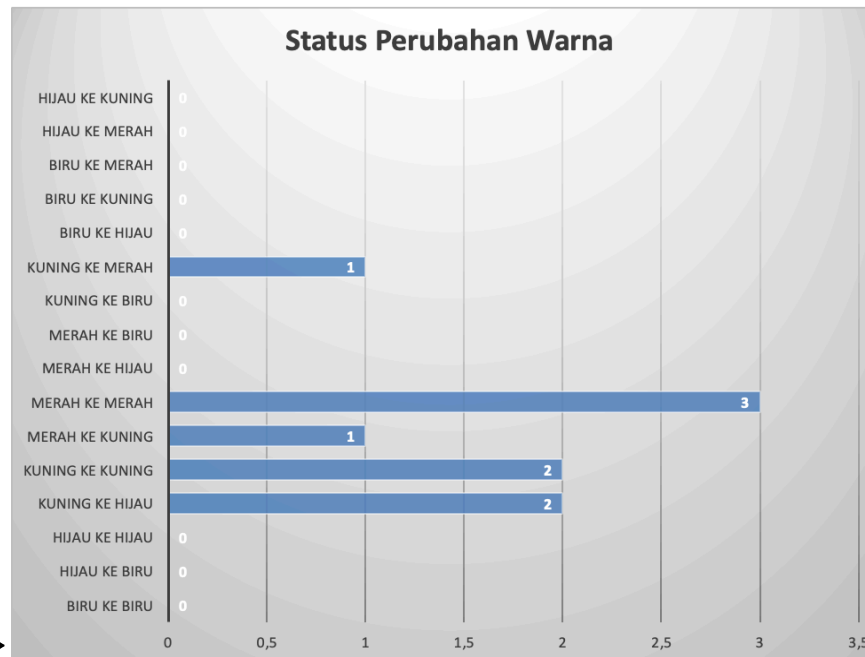 Status Perubahan Warna
HIJAU KE KUNING 0
HIJAU KE MERAH 0
BIRU KE MERAH 0
BIRU KE KUNING 0
BIRU KE HIJAU 0
KUNING KE MERAH 1
KUNING KE BIRU 0
MERAH KE BIRU 0
MERAH KE HIJAU 0
MERAH KE MERAH 3
MERAH KE KUNING 1
KUNING KE KUNING 2
KUNING KE HIJAU 2
HIJAU KE HIJAU 0
HIJAU KE BIRU 0
BIRU KE BIRU 0
0 0,5 1 1,5 2 2,5 3 3,5